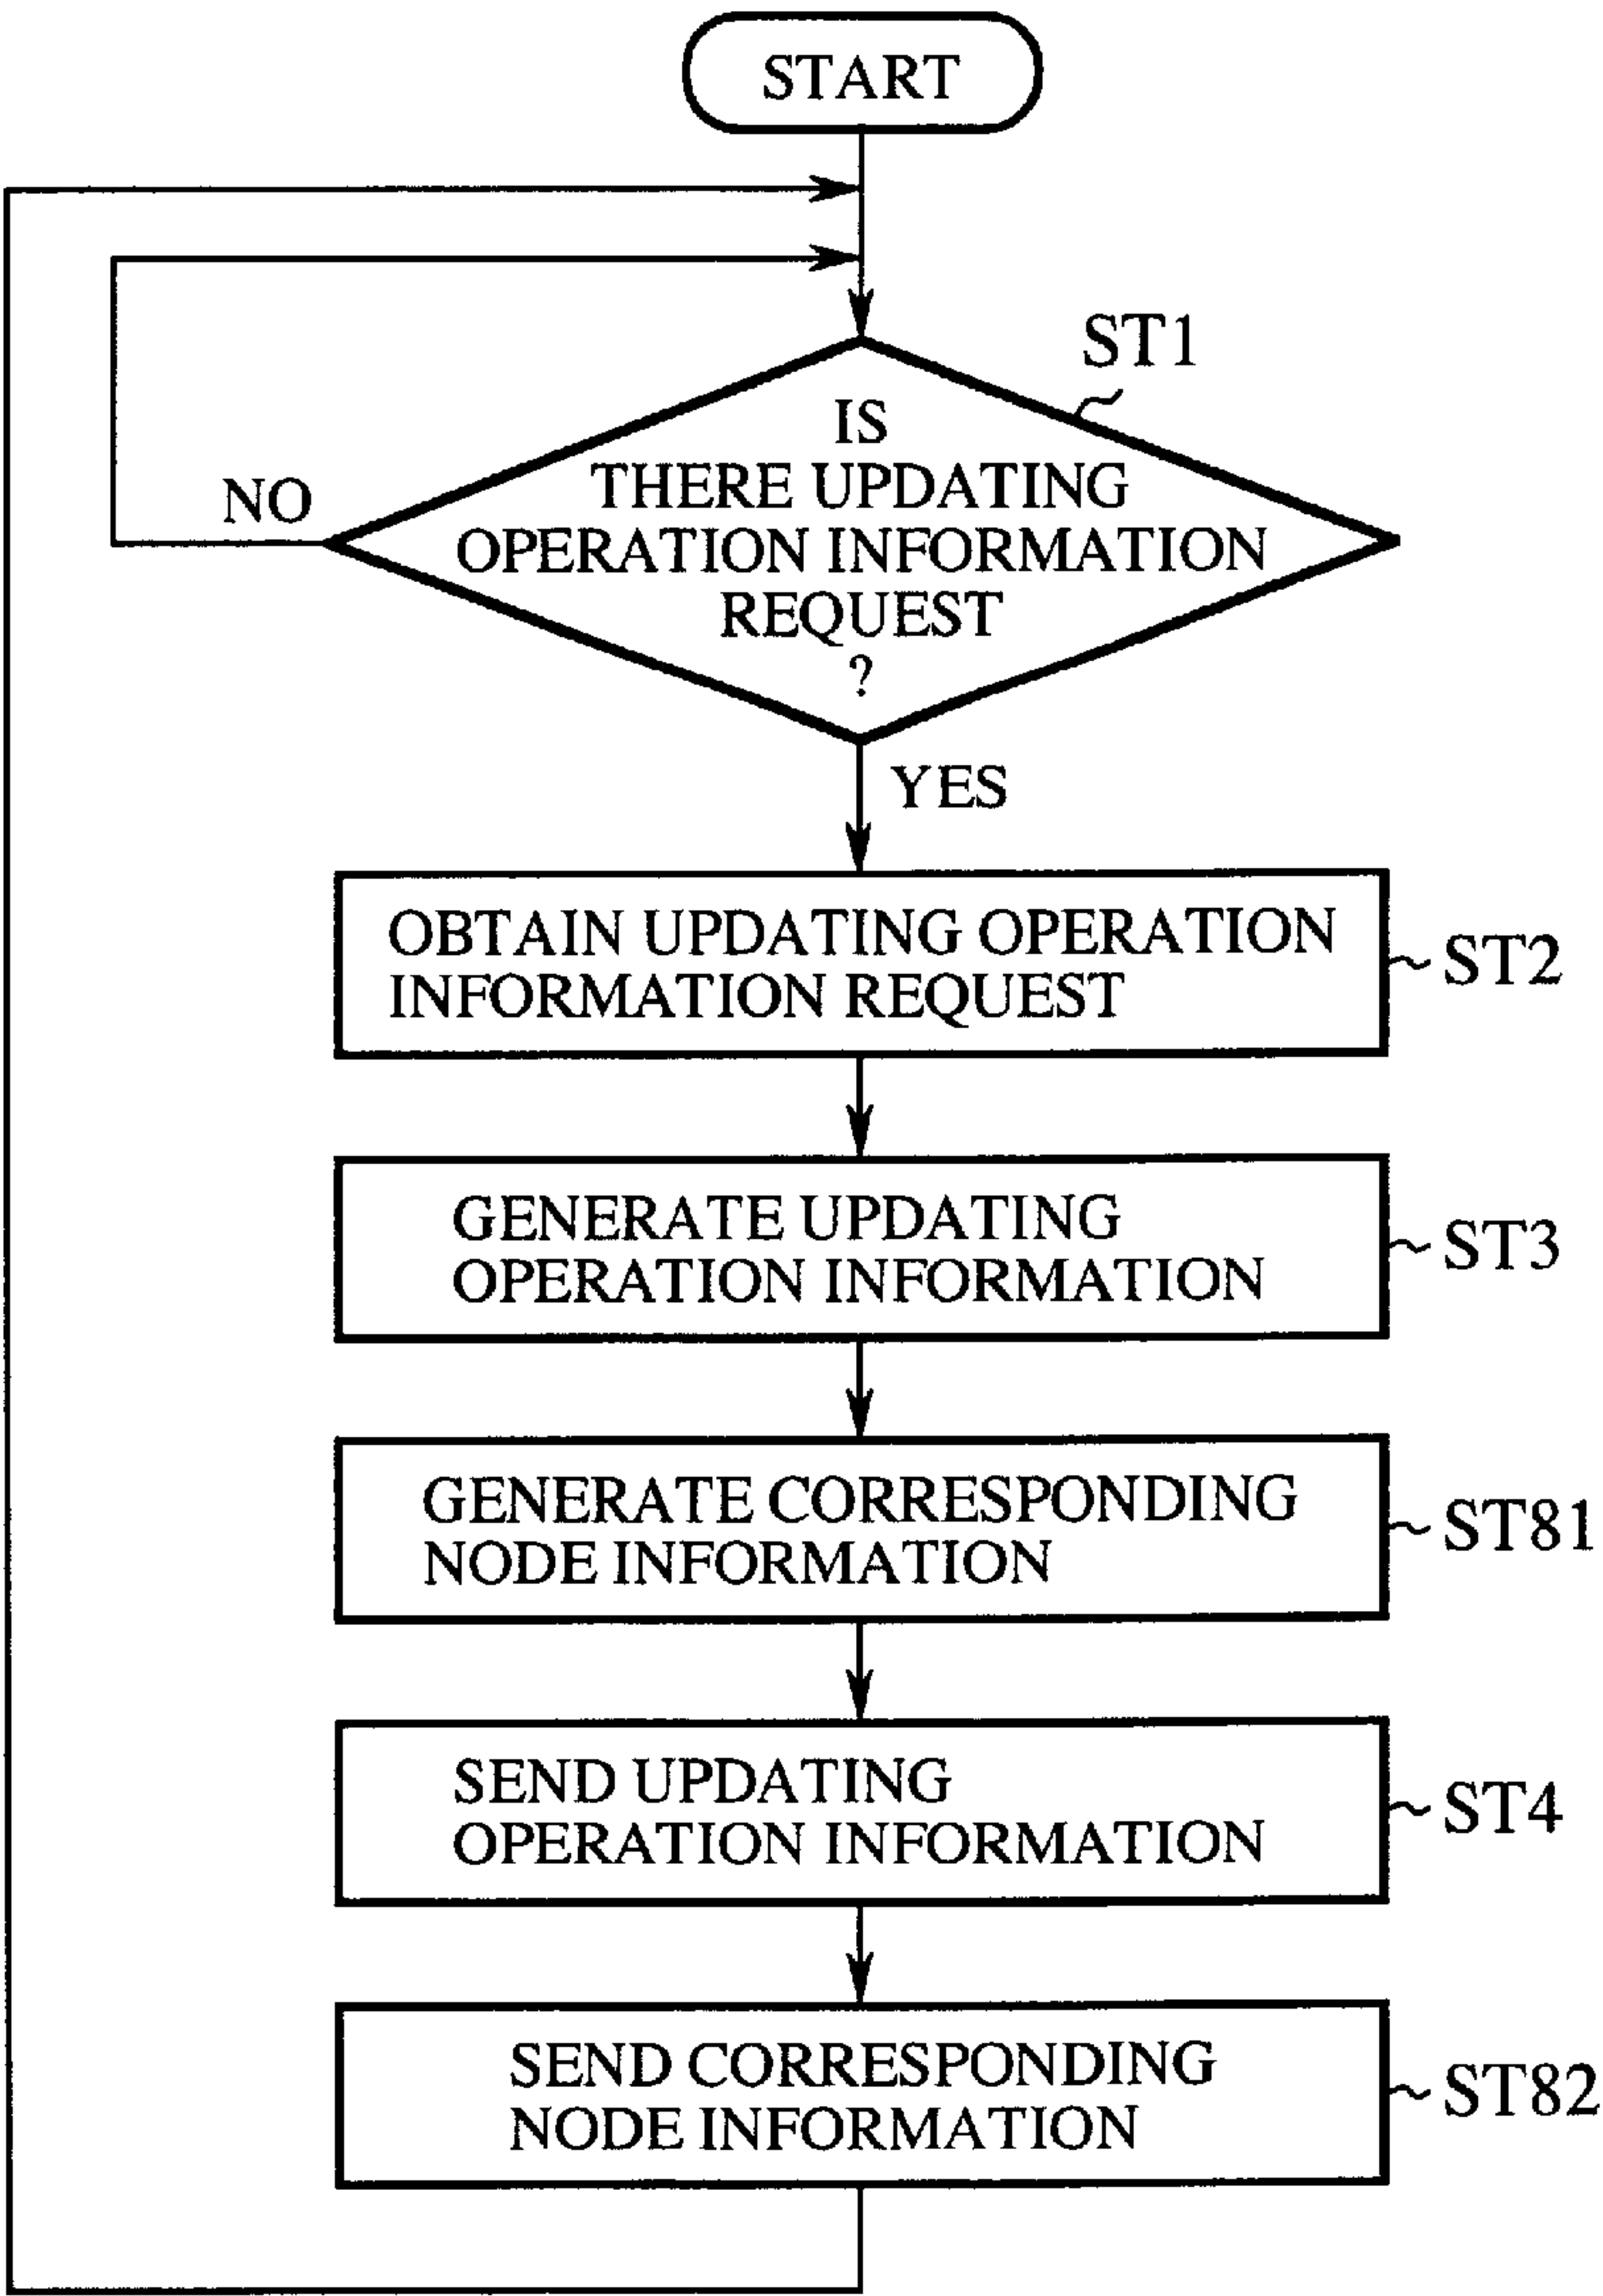 START
ST1
IS
THERE UPDATING
OPERATION INFORMATION
REQUEST
?
NO
YES
OBTAIN UPDATING OPERATION
INFORMATION REQUEST
ST2
GENERATE UPDATING
OPERATION INFORMATION
ST3
GENERATE CORRESPONDING
NODE INFORMATION
ST81
SEND UPDATING
OPERATION INFORMATION
ST4
SEND CORRESPONDING
NODE INFORMATION
ST82